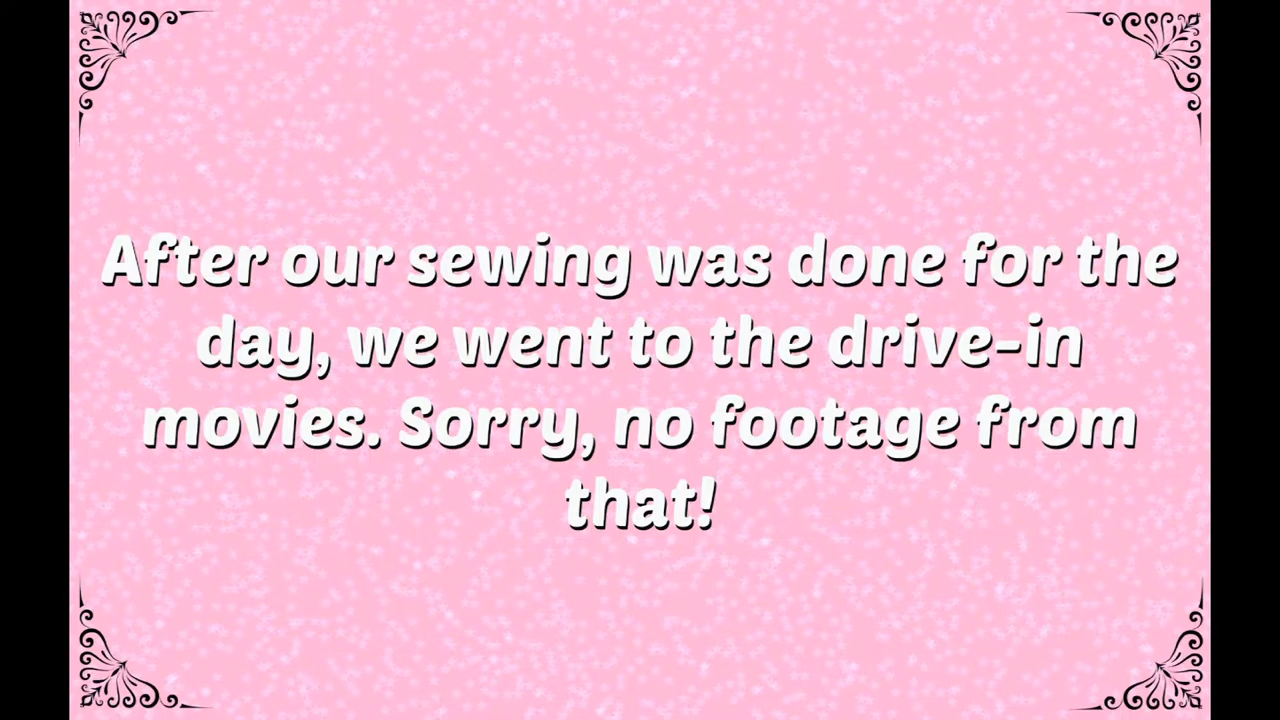 After our sewing was done for the
day, we went to the drive-in
movies. Sorry, no footage from
that!